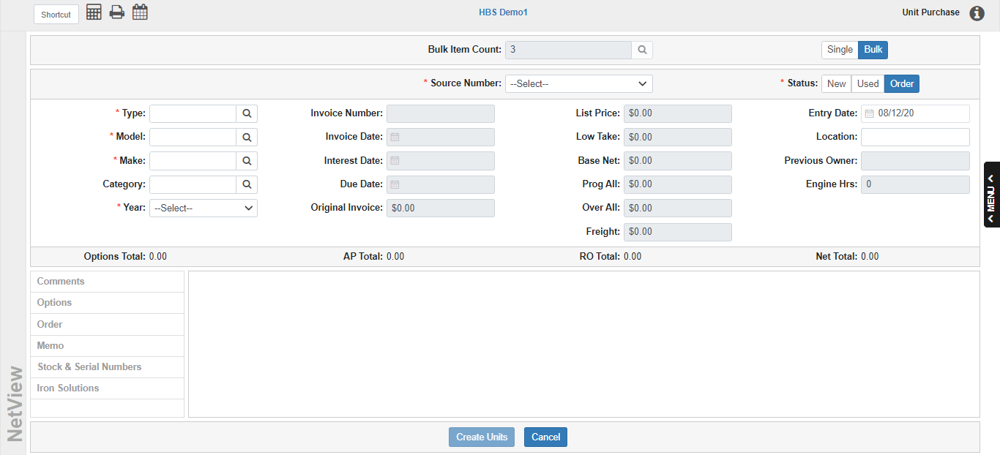 Shortcut
HBS Demo1
Unit Purchase
Bulk Item Count: 3
Single Bulk
* Source Number: --Select--
* Status: New Used Order
* Type:
Invoice Number:
List Price: $0.00
Entry Date: 08/12/20
* Model:
Invoice Date:
Low Take: $0.00
Location:
* Make:
Interest Date:
Base Net: $0.00
Previous Owner:
Category:
Due Date:
Prog All: $0.00
Engine Hrs: 0
* Year: --Select--
Original Invoice: $0.00
Over All: $0.00
Freight: $0.00
MENU
Options Total: 0.00
AP Total: 0.00
RO Total: 0.00
Net Total: 0.00
Comments
Options
Order
Memo
Stock & Serial Numbers
Iron Solutions
NetView
Create Units Cancel